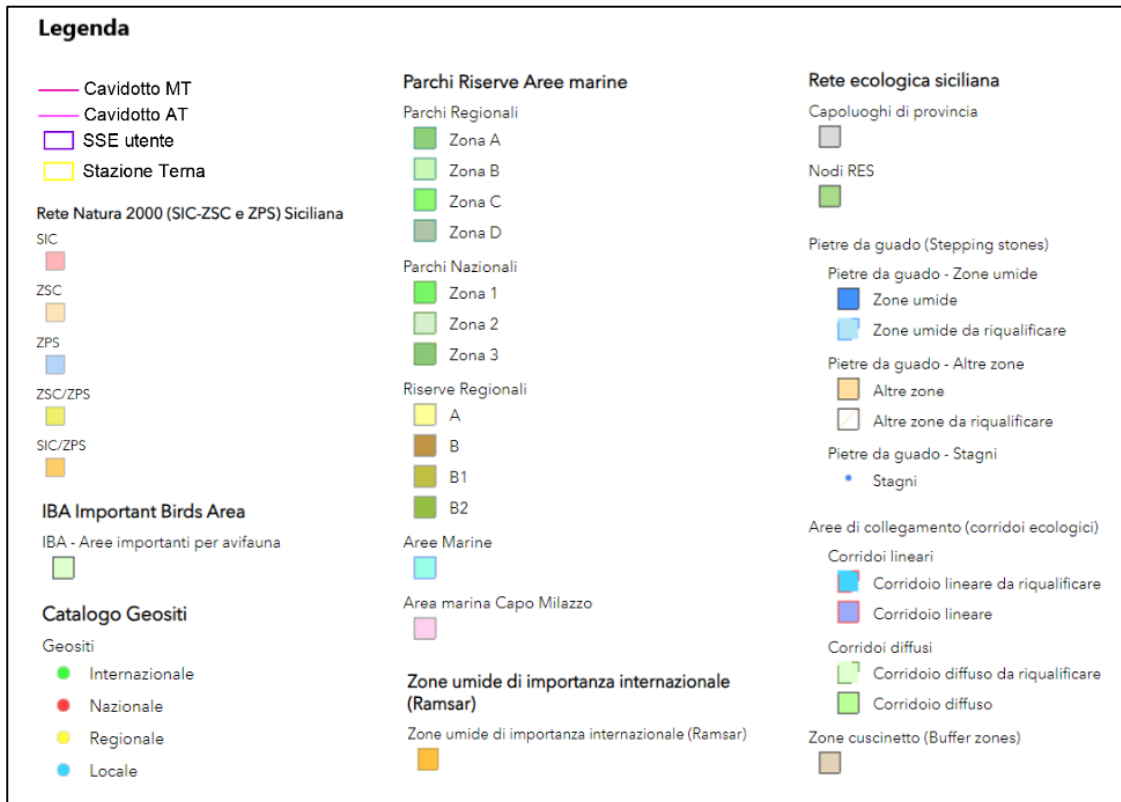 Legenda
Cavidotto MT
Cavidotto AT
SSE utente
Stazione Terna
Rete Natura 2000 (SIC-ZSC e ZPS) Siciliana
SIC
ZSC
ZPS
ZSC/ZPS
SIC/ZPS
IBA Important Birds Area
IBA - Aree importanti per avifauna
Catalogo Geositi
Geositi
Internazionale
Nazionale
Regionale
Locale
Parchi Riserve Aree marine
Parchi Regionali
Zona A
Zona B
Zona C
Zona D
Parchi Nazionali
Zona 1
Zona 2
Zona 3
Riserve Regionali
A
B
B1
B2
Aree Marine
Area marina Capo Milazzo
Zone umide di importanza internazionale
(Ramsar)
Zone umide di importanza internazionale (Ramsar)
Rete ecologica siciliana
Capoluoghi di provincia
Nodi RES
Pietre da guado (Stepping stones)
Pietre da guado - Zone umide
Zone umide
Zone umide da riqualificare
Pietre da guado - Altre zone
Altre zone
Altre zone da riqualificare
Pietre da guado - Stagni
Stagni
Aree di collegamento (corridoi ecologici)
Corridoi lineari
Corridoio lineare da riqualificare
Corridoio lineare
Corridoi diffusi
Corridoio diffuso da riqualificare
Corridoio diffuso
Zone cuscinetto (Buffer zones)